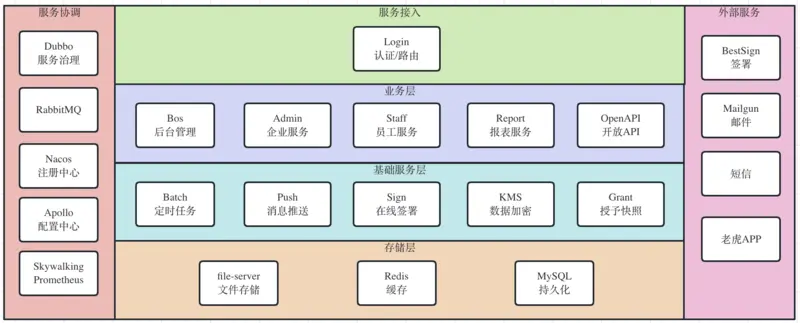 服务协调
Dubbo
服务治理
RabbitMQ
Nacos
注册中心
Apollo
配置中心
Skywalking
Prometheus
服务接入
Login
认证/路由
业务层
Bos
后台管理
Admin
企业服务
Staff
员工服务
Report
报表服务
OpenAPI
开放API
基础服务层
Batch
定时任务
Push
消息推送
Sign
在线签署
KMS
数据加密
Grant
授予快照
存储层
file-server
文件存储
Redis
缓存
MySQL
持久化
外部服务
BestSign
签署
Mailgun
邮件
短信
老虎APP